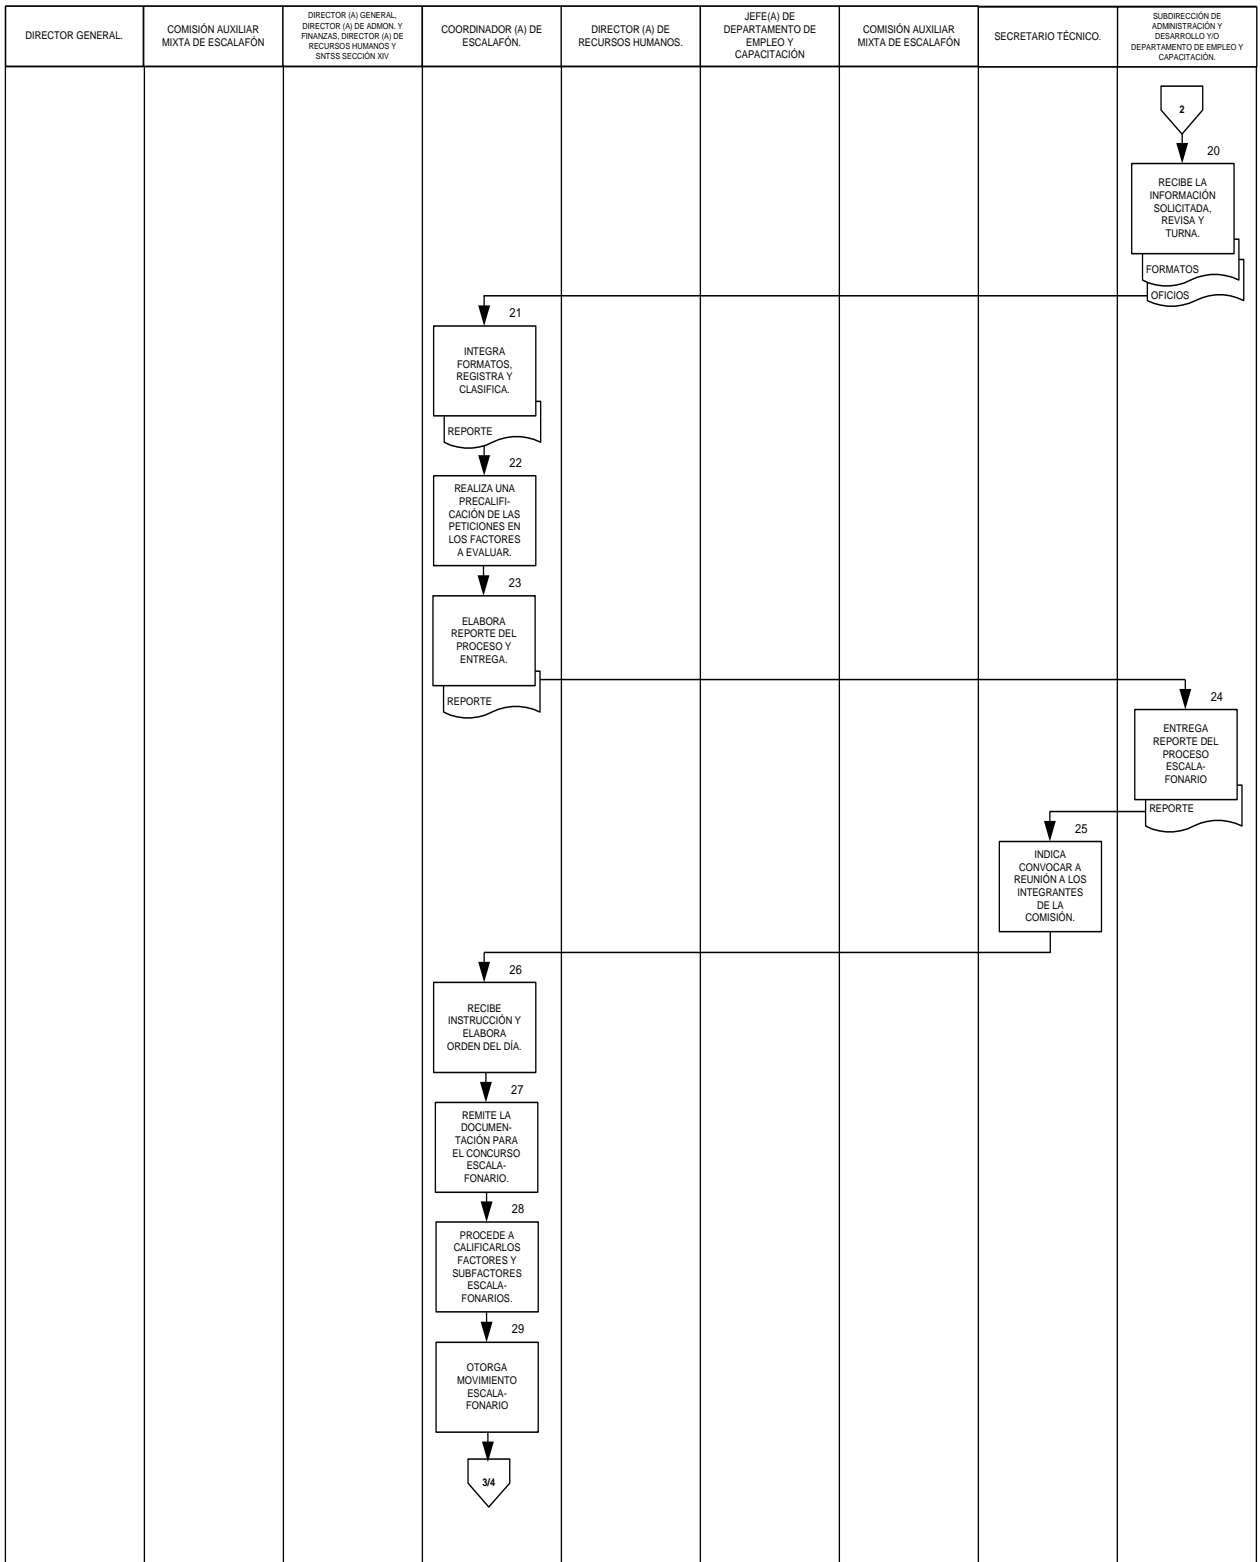 DIRECTOR GENERAL.
COMISIÓN AUXILIAR
MIXTA DE ESCALAFÓN
DIRECTOR (A) GENERAL,
DIRECTOR (A) DE ADMON. Y
FINANZAS, DIRECTOR (A) DE
RECURSOS HUMANOS Y
SNTSS SECCIÓN XIV
COORDINADOR (A) DE
ESCALAFÓN.
DIRECTOR (A) DE
RECURSOS HUMANOS.
JEFE(A) DE
DEPARTAMENTO DE
EMPLEO Y
CAPACITACIÓN
COMISIÓN AUXILIAR
MIXTA DE ESCALAFÓN
SECRETARIO TÉCNICO.
SUBDIRECCIÓN DE
ADMINISTRACIÓN Y
DESARROLLO Y/O
DEPARTAMENTO DE EMPLEO Y
CAPACITACIÓN.
2
20
RECIBE LA
INFORMACIÓN
SOLICITADA,
REVISA Y
TURNA.
FORMATOS
OFICIOS
21
INTEGRA
FORMATOS,
REGISTRA Y
CLASIFICA.
REPORTE
22
REALIZA UNA
PRECALIFI-
CACIÓN DE LAS
PETICIONES EN
LOS FACTORES
A EVALUAR.
23
ELABORA
REPORTE DEL
PROCESO Y
ENTREGA.
REPORTE
24
ENTREGA
REPORTE DEL
PROCESO
ESCALA-
FONARIO
REPORTE
25
INDICA
CONVOCAR A
REUNIÓN A LOS
INTEGRANTES
DE LA
COMISIÓN.
26
RECIBE
INSTRUCCIÓN Y
ELABORA
ORDEN DEL DÍA.
27
REMITE LA
DOCUMEN-
TACIÓN PARA
EL CONCURSO
ESCALA-
FONARIO.
28
PROCEDE A
CALIFICARLOS
FACTORES Y
SUBFACTORES
ESCALA-
FONARIOS.
29
OTORGA
MOVIMIENTO
ESCALA-
FONARIO
3/4